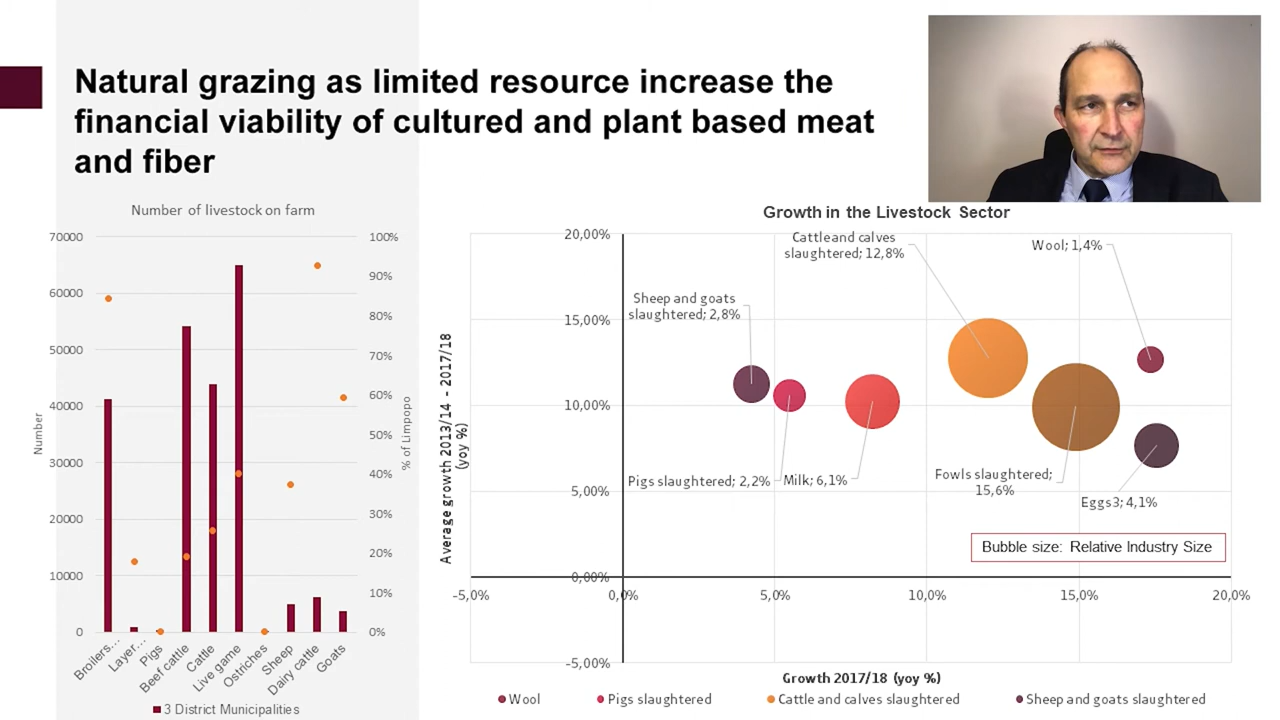 Natural grazing as limited resource increase the
financial viability of cultured and plant based meat
and fiber
Number of livestock on farm
70000
60000
50000
40000
30000
20000
10000
0
Number
100%
90%
80%
70%
60%
50%
40%
30%
20%
10%
0%
% of Limpopo
Broilers...
Layer...
Pigs
Beef cattle
Cattle
Live game
Ostriches
Sheep
Dairy cattle
Goats
3 District Municipalities
Growth in the Livestock Sector
20,00%
15,00%
10,00%
5,00%
0,00%
-5,00%
Average growth 2013/14 - 2017/18
(yoy %)
Cattle and calves
slaughtered; 12,8%
Wool; 1,4%
Sheep and goats
slaughtered; 2,8%
Pigs slaughtered; 2,2%
Milk; 6,1%
Fowls slaughtered;
15,6%
Eggs3; 4,1%
Bubble size: Relative Industry Size
-5,0%
0,0%
5,0%
10,0%
15,0%
20,0%
Growth 2017/18 (yoy %)
Wool
Pigs slaughtered
Cattle and calves slaughtered
Sheep and goats slaughtered